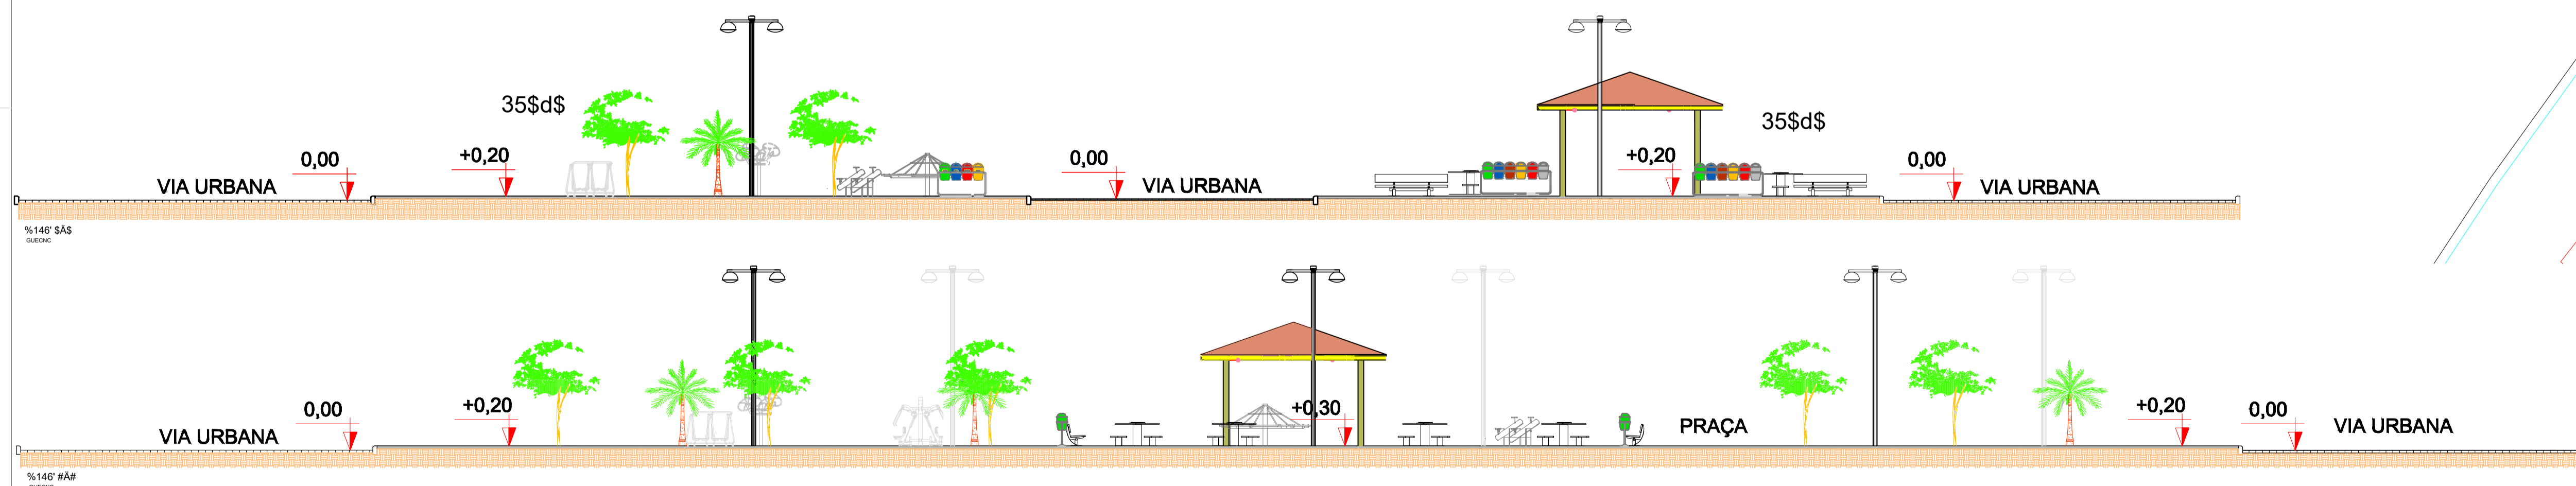 35$d$
35$d$
0,00
+0,20
0,00
+0,20
0,00
VIA URBANA
VIA URBANA
VIA URBANA
%146' $Ä$
GUECNC
0,00
+0,20
+0,30
PRAÇA
+0,20
0,00
VIA URBANA
VIA URBANA
%146' #Ä#